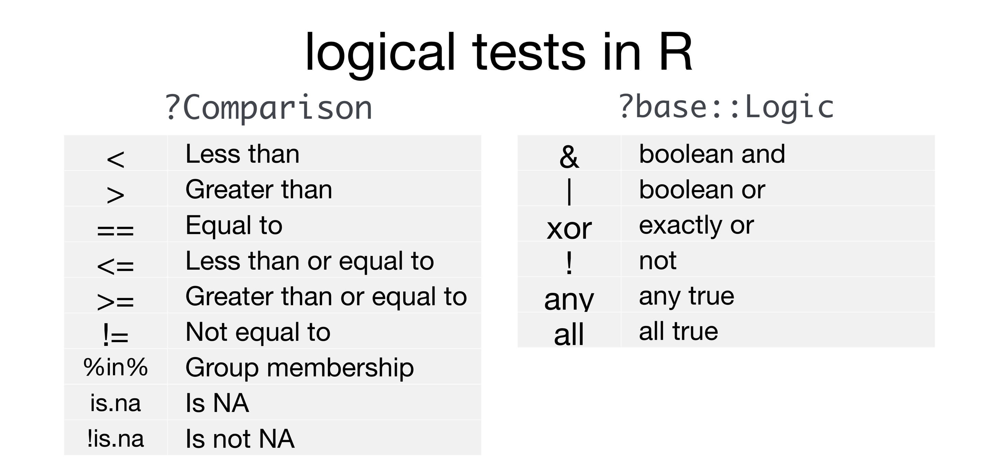 logical tests in R
?Comparison
< Less than
> Greater than
== Equal to
<= Less than or equal to
>= Greater than or equal to
!= Not equal to
%in% Group membership
is.na Is NA
!is.na Is not NA
?base::Logic
& boolean and
| boolean or
xor exactly or
! not
any any true
all all true